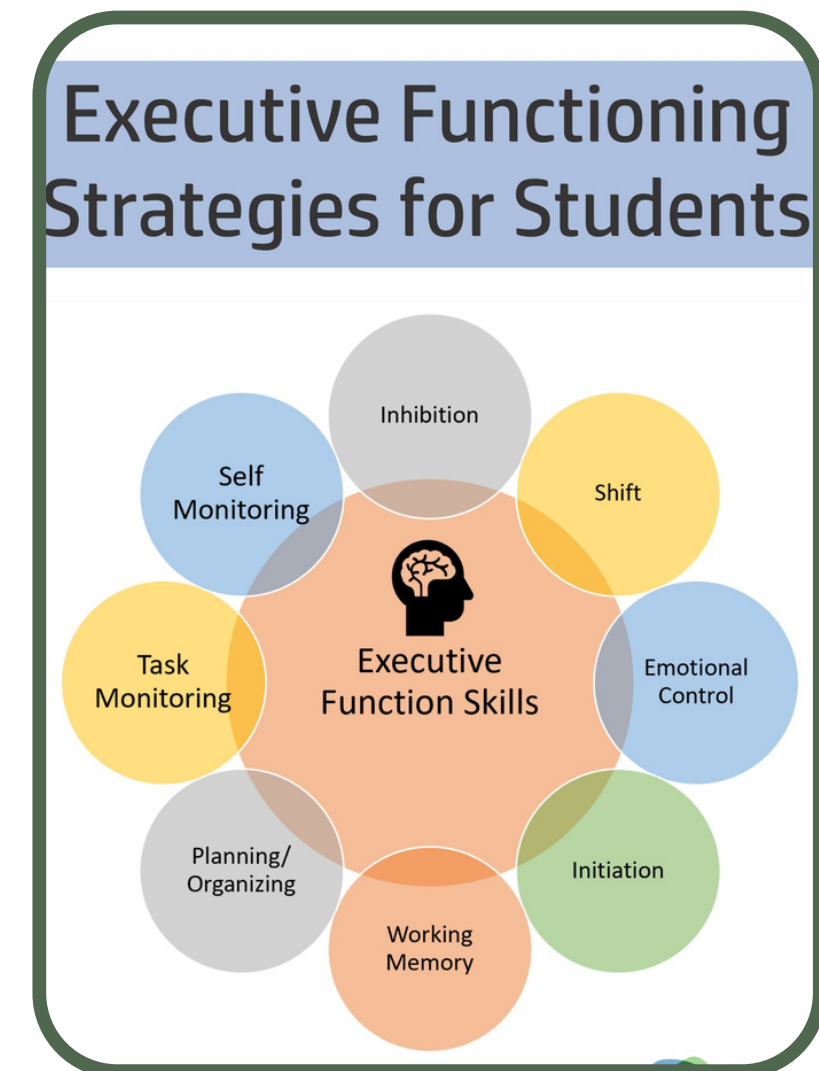 Executive Functioning
Strategies for Students
Inhibition
Shift
Emotional
Control
Initiation
Working
Memory
Planning/
Organizing
Task
Monitoring
Self
Monitoring
Executive
Function Skills